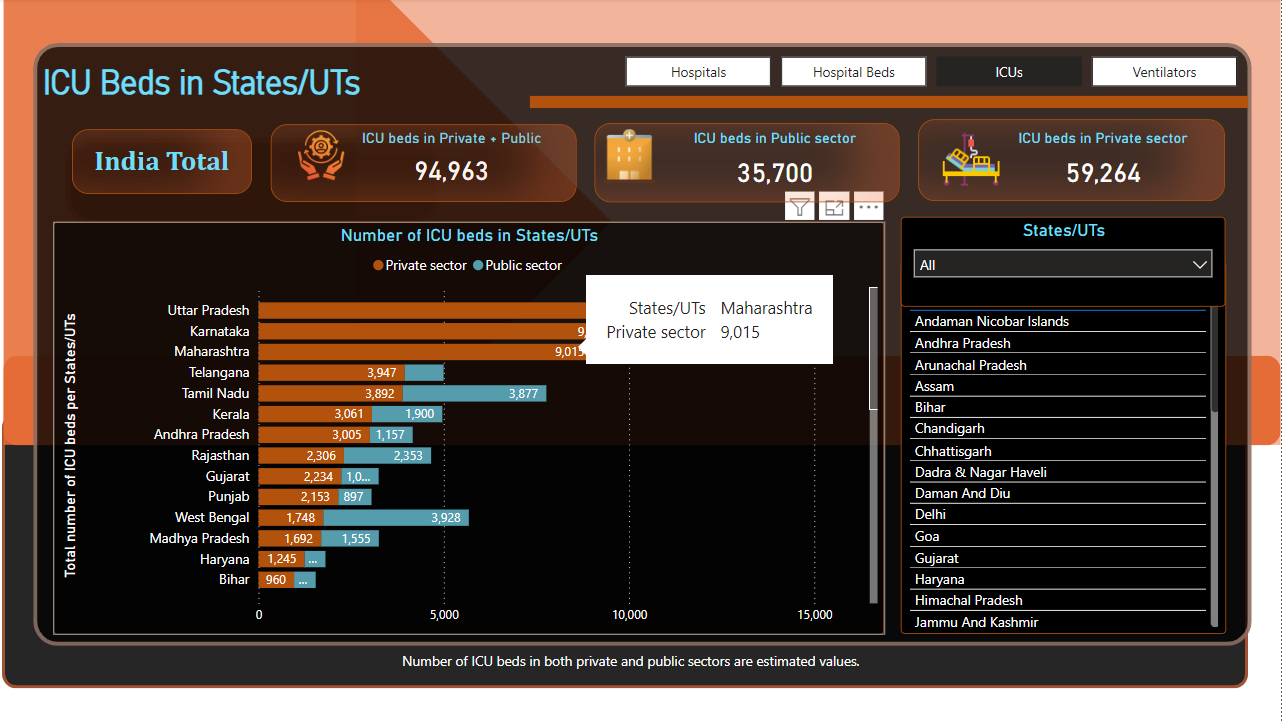 ICU Beds in States/UTs
Hospitals
Hospital Beds
ICUs
Ventilators
India Total
ICU beds in Private + Public
94,963
ICU beds in Public sector
35,700
ICU beds in Private sector
59,264
Number of ICU beds in States/UTs
Private sector Public sector
Total number of ICU beds per States/UTs
Uttar Pradesh
Karnataka 9,
Maharashtra 9,015
Telangana 3,947
Tamil Nadu 3,892 3,877
Kerala 3,061 1,900
Andhra Pradesh 3,005 1,157
Rajasthan 2,306 2,353
Gujarat 2,234 1,0...
Punjab 2,153 897
West Bengal 1,748 3,928
Madhya Pradesh 1,692 1,555
Haryana 1,245 ...
Bihar 960 ...
0 5,000 10,000 15,000
States/UTs Maharashtra
Private sector 9,015
States/UTs
All
Andaman Nicobar Islands
Andhra Pradesh
Arunachal Pradesh
Assam
Bihar
Chandigarh
Chhattisgarh
Dadra & Nagar Haveli
Daman And Diu
Delhi
Goa
Gujarat
Haryana
Himachal Pradesh
Jammu And Kashmir
Number of ICU beds in both private and public sectors are estimated values.